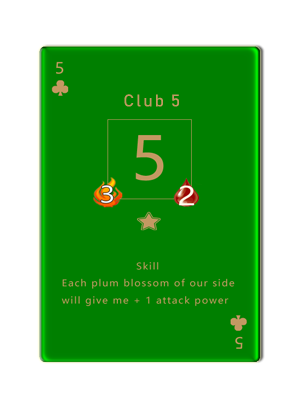 5
Club 5
5
3 2
Skill
Each plum blossom of our side
will give me + 1 attack power
5